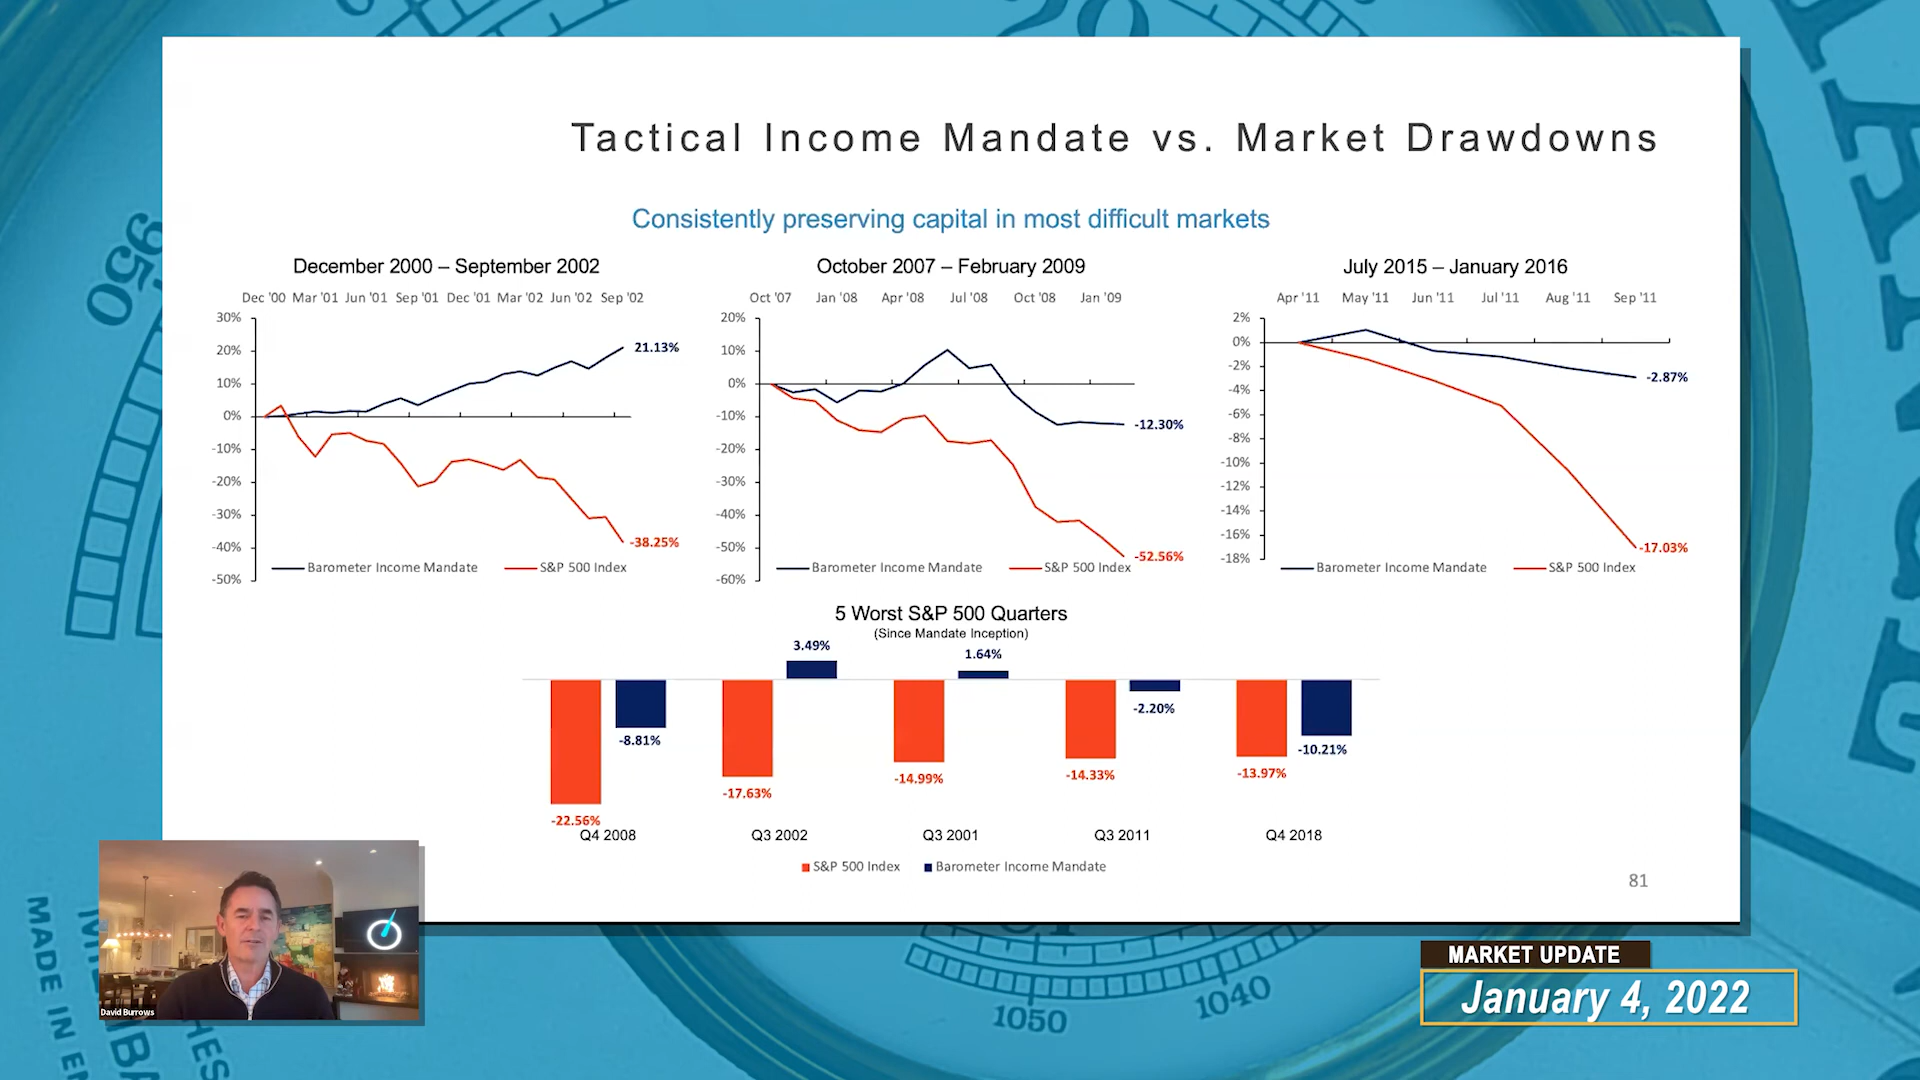 Tactical Income Mandate vs. Market Drawdowns
Consistently preserving capital in most difficult markets
December 2000 – September 2002
Dec '00 Mar '01 Jun '01 Sep '01 Dec '01 Mar '02 Jun '02 Sep '02
30%
20%
10%
0%
-10%
-20%
-30%
-40%
-50%
21.13%
-38.25%
Barometer Income Mandate S&P 500 Index
October 2007 – February 2009
Oct '07 Jan '08 Apr '08 Jul '08 Oct '08 Jan '09
20%
10%
0%
-10%
-20%
-30%
-40%
-50%
-60%
-12.30%
-52.56%
Barometer Income Mandate S&P 500 Index
July 2015 – January 2016
Apr '11 May '11 Jun '11 Jul '11 Aug '11 Sep '11
2%
0%
-2%
-4%
-6%
-8%
-10%
-12%
-14%
-16%
-18%
-2.87%
-17.03%
Barometer Income Mandate S&P 500 Index
5 Worst S&P 500 Quarters
(Since Mandate Inception)
3.49%
1.64%
-8.81%
-2.20%
-10.21%
-22.56%
-17.63%
-14.99%
-14.33%
-13.97%
Q4 2008 Q3 2002 Q3 2001 Q3 2011 Q4 2018
S&P 500 Index Barometer Income Mandate
81
David Burrows
MARKET UPDATE
January 4, 2022
950
1050
1040
MADE IN EN